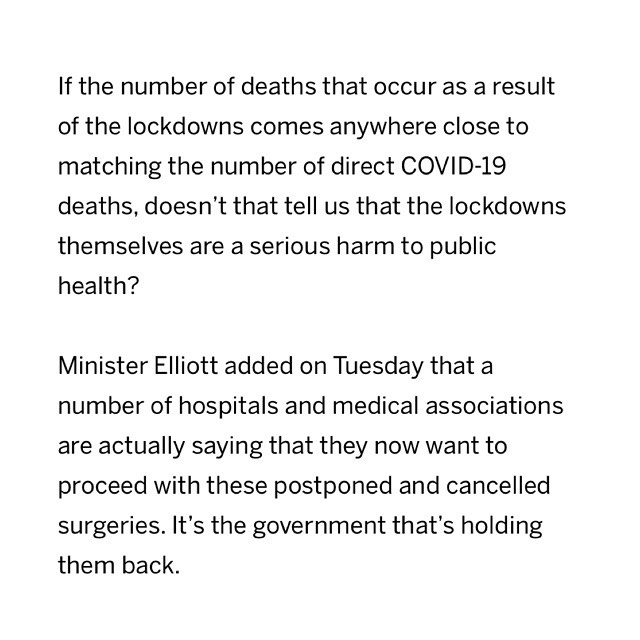 If the number of deaths that occur as a result
of the lockdowns comes anywhere close to
matching the number of direct COVID-19
deaths, doesn’t that tell us that the lockdowns
themselves are a serious harm to public
health?
Minister Elliott added on Tuesday that a
number of hospitals and medical associations
are actually saying that they now want to
proceed with these postponed and cancelled
surgeries. It’s the government that’s holding
them back.